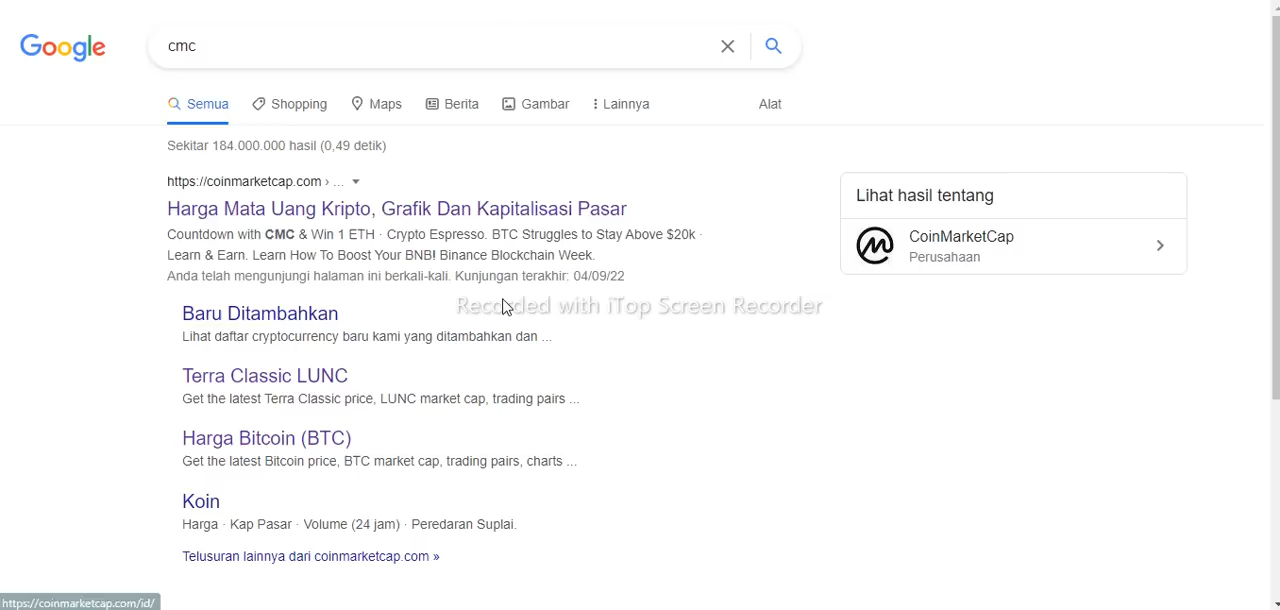 Google
cmc
Semua Shopping Maps Berita Gambar Lainnya Alat
Sekitar 184.000.000 hasil (0,49 detik)
https://coinmarketcap.com › ...
Harga Mata Uang Kripto, Grafik Dan Kapitalisasi Pasar
Countdown with CMC & Win 1 ETH · Crypto Espresso. BTC Struggles to Stay Above $20k ·
Learn & Earn. Learn How To Boost Your BNB! Binance Blockchain Week.
Anda telah mengunjungi halaman ini berkali-kali. Kunjungan terakhir: 04/09/22
Recorded with iTop Screen Recorder
Baru Ditambahkan
Lihat daftar cryptocurrency baru kami yang ditambahkan dan ...
Terra Classic LUNC
Get the latest Terra Classic price, LUNC market cap, trading pairs ...
Harga Bitcoin (BTC)
Get the latest Bitcoin price, BTC market cap, trading pairs, charts ...
Koin
Harga · Kap Pasar · Volume (24 jam) · Peredaran Suplai.
Telusuran lainnya dari coinmarketcap.com »
Lihat hasil tentang
CoinMarketCap
Perusahaan
https://coinmarketcap.com/id/